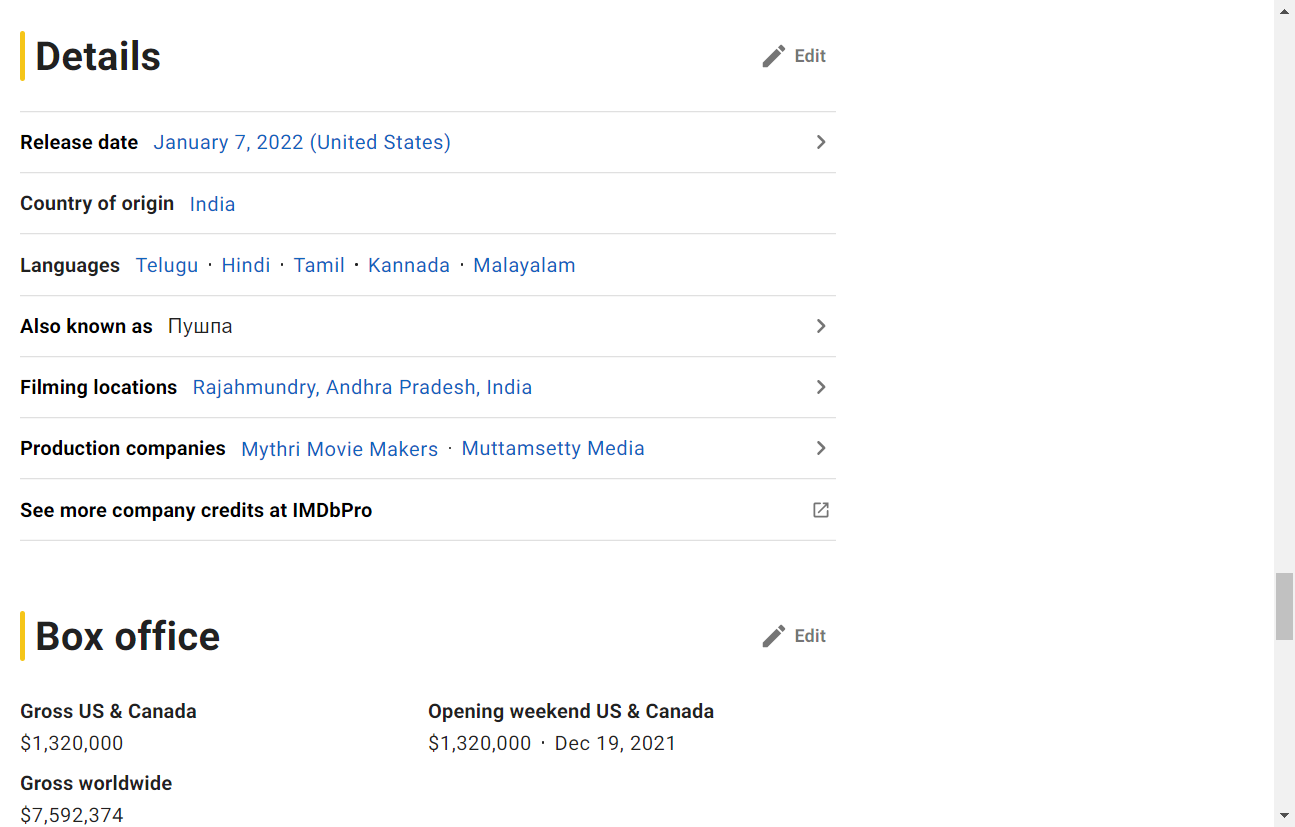 Details
Edit
Release date January 7, 2022 (United States)
Country of origin India
Languages Telugu · Hindi · Tamil · Kannada · Malayalam
Also known as Пушпа
Filming locations Rajahmundry, Andhra Pradesh, India
Production companies Mythri Movie Makers · Muttamsetty Media
See more company credits at IMDbPro
Box office
Edit
Gross US & Canada
$1,320,000
Opening weekend US & Canada
$1,320,000 · Dec 19, 2021
Gross worldwide
$7,592,374